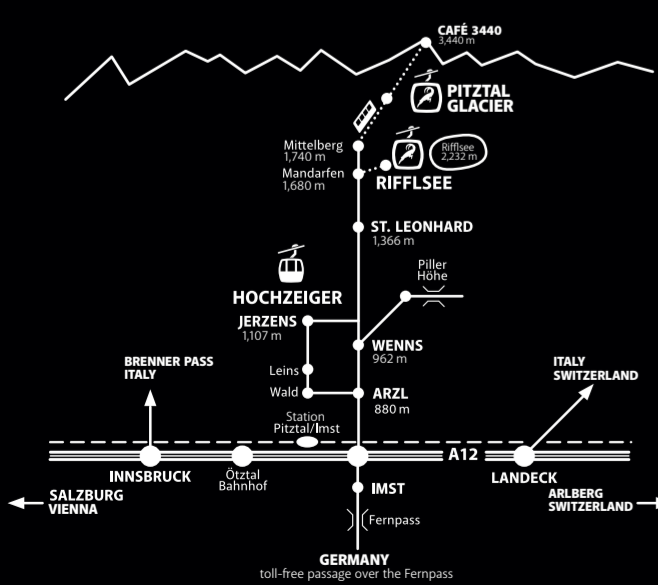 CAFÉ 3440
3,440 m
PITZTAL
GLACIER
Mittelberg
1,740 m
Rifflsee
2,232 m
Mandarfen
1,680 m
RIFFLSEE
ST. LEONHARD
1,366 m
Piller
Höhe
HOCHZEIGER
JERZENS
1,107 m
WENNS
962 m
BRENNER PASS
ITALY
ITALY
SWITZERLAND
Leins
Wald
ARZL
880 m
Station
Pitztal/Imst
A12
INNSBRUCK
Ötztal
Bahnhof
LANDECK
IMST
SALZBURG
VIENNA
ARLBERG
SWITZERLAND
Fernpass
GERMANY
toll-free passage over the Fernpass